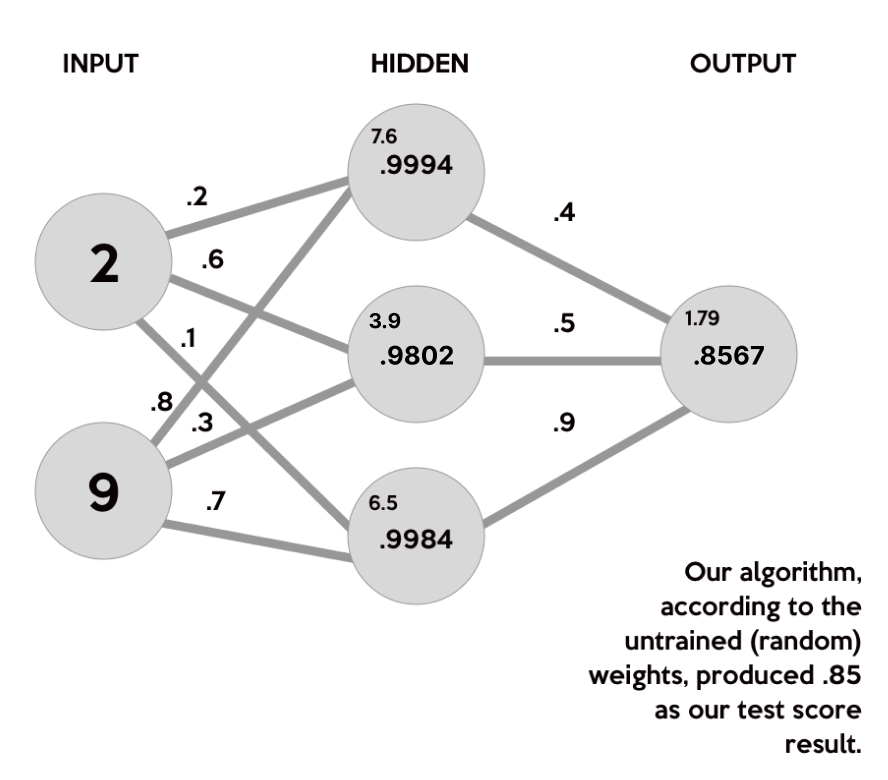 INPUT
HIDDEN
OUTPUT
7.6
.9994
.2
.4
2
.6
3.9
.9802
.5
1.79
.8567
.1
.8
.3
.9
9
.7
6.5
.9984
Our algorithm,
according to the
untrained (random)
weights, produced .85
as our test score
result.